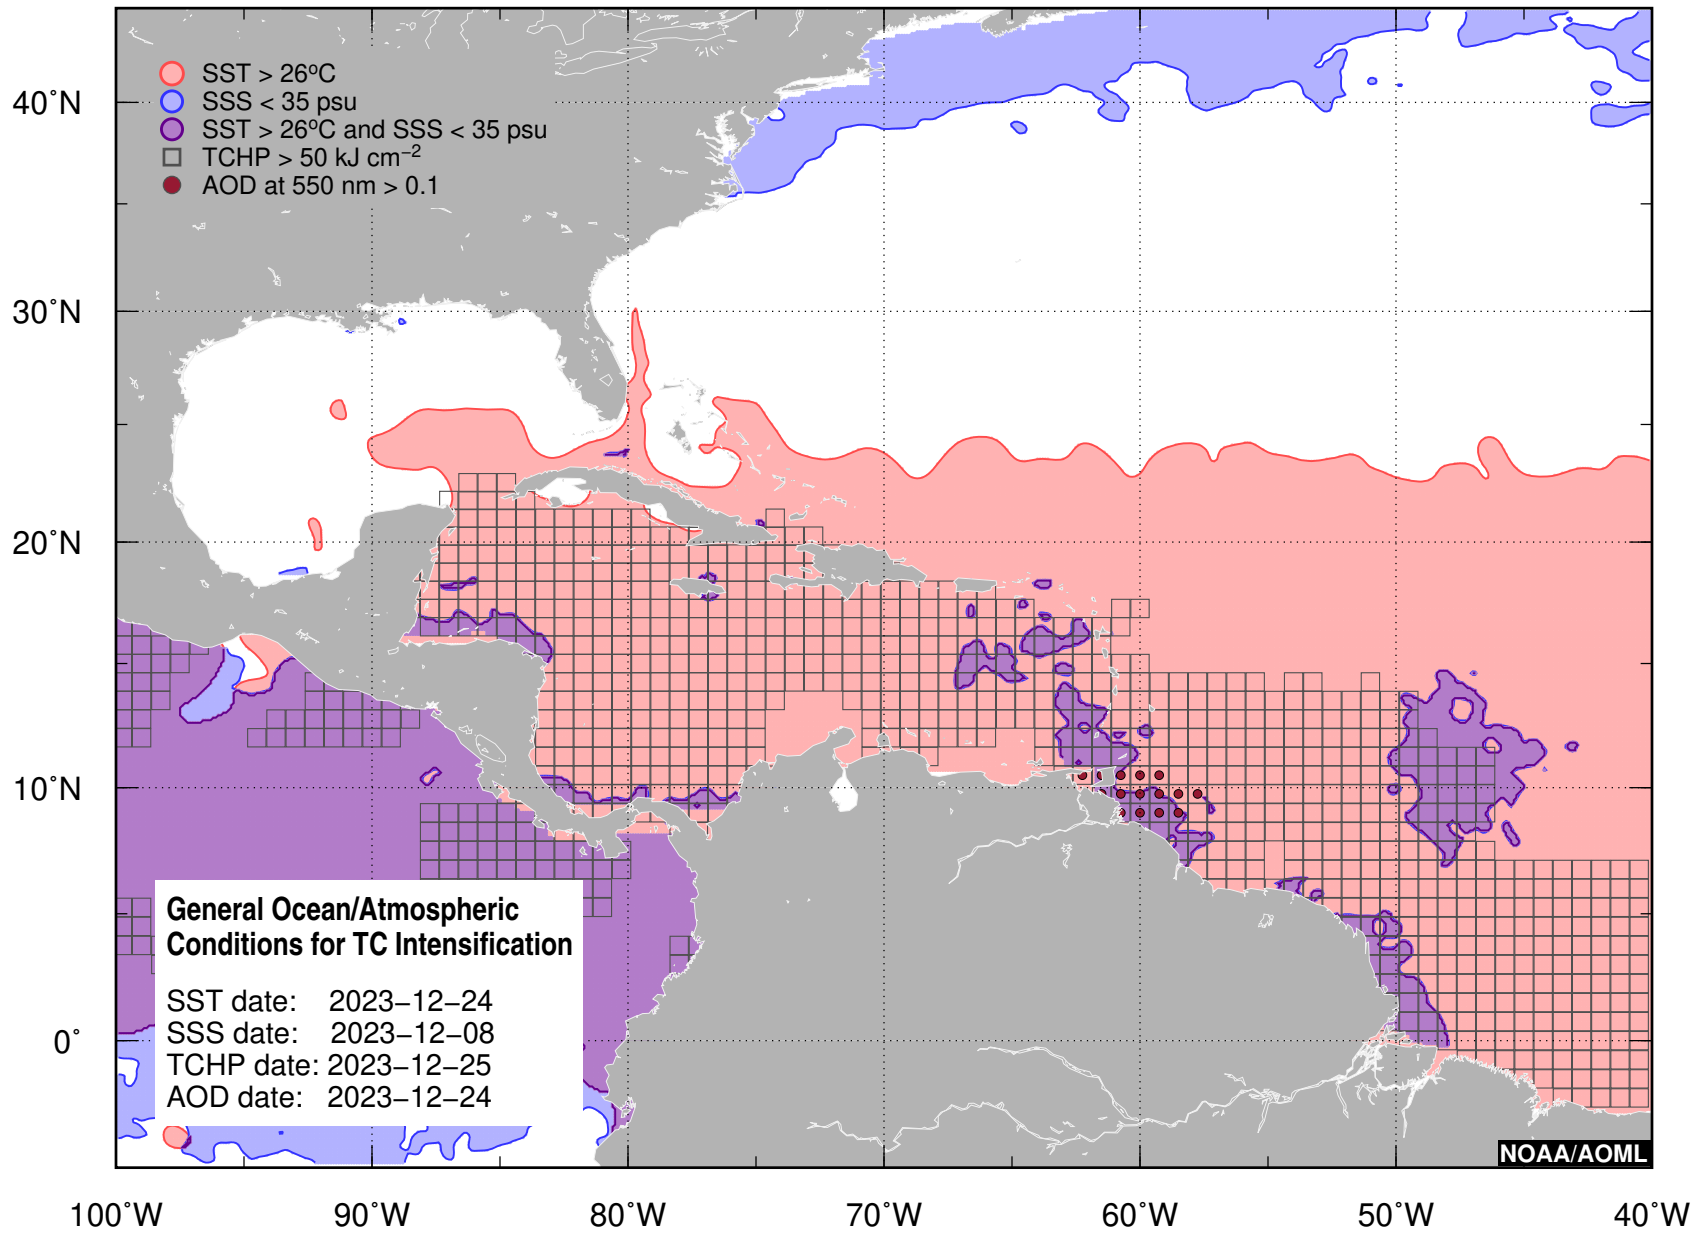 SST > 26°C
SSS < 35 psu
SST > 26°C and SSS < 35 psu
TCHP > 50 kJ cm⁻²
AOD at 550 nm > 0.1
40°N
30°N
20°N
10°N
0°
General Ocean/Atmospheric
Conditions for TC Intensification
SST date: 2023−12−24
SSS date: 2023−12−08
TCHP date: 2023−12−25
AOD date: 2023−12−24
NOAA/AOML
100°W 90°W 80°W 70°W 60°W 50°W 40°W